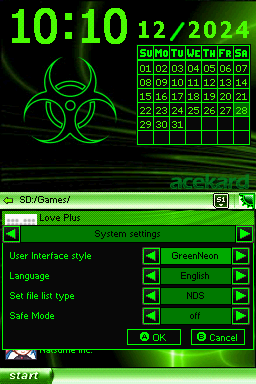 10:10
12/2024
Su Mo Tu We Th Fr Sa
01 02 03 04 05 06 07
08 09 10 11 12 13 14
15 16 17 18 19 20 21
22 23 24 25 26 27 28
29 30 31
acekard
SD:/Games/
S1
Love Plus
System settings
User Interface style GreenNeon
Language English
Set file list type NDS
Safe Mode off
A OK B Cancel
Natsume Inc.
start